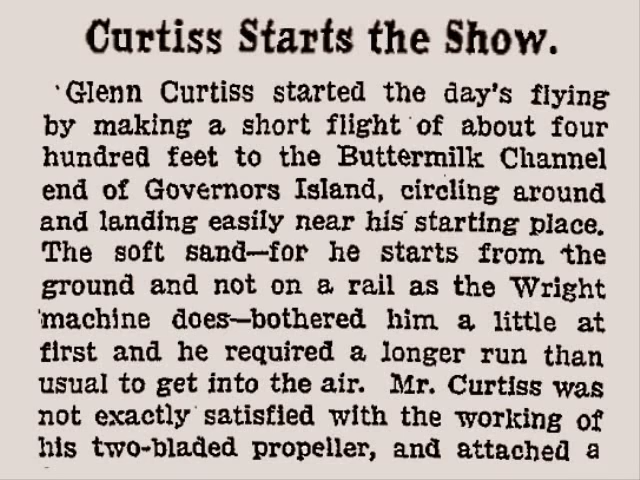 Curtiss Starts the Show.
Glenn Curtiss started the day's flying
by making a short flight of about four
hundred feet to the Buttermilk Channel
end of Governors Island, circling around
and landing easily near his starting place.
The soft sand—for he starts from the
ground and not on a rail as the Wright
machine does—bothered him a little at
first and he required a longer run than
usual to get into the air. Mr. Curtiss was
not exactly satisfied with the working of
his two-bladed propeller, and attached a